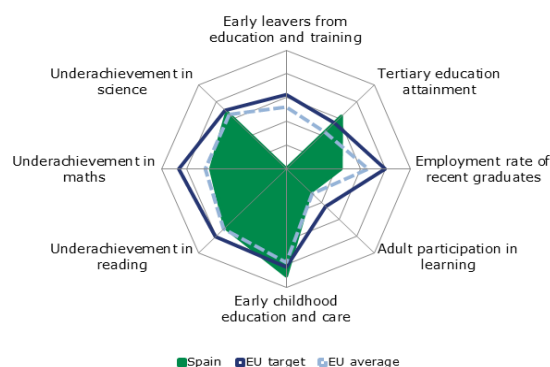 Early leavers from
education and training
Underachievement in
science
Tertiary education
attainment
Underachievement in
maths
Employment rate of
recent graduates
Underachievement
in reading
Adult participation in
learning
Early childhood
education and care
Spain
EU target
EU average